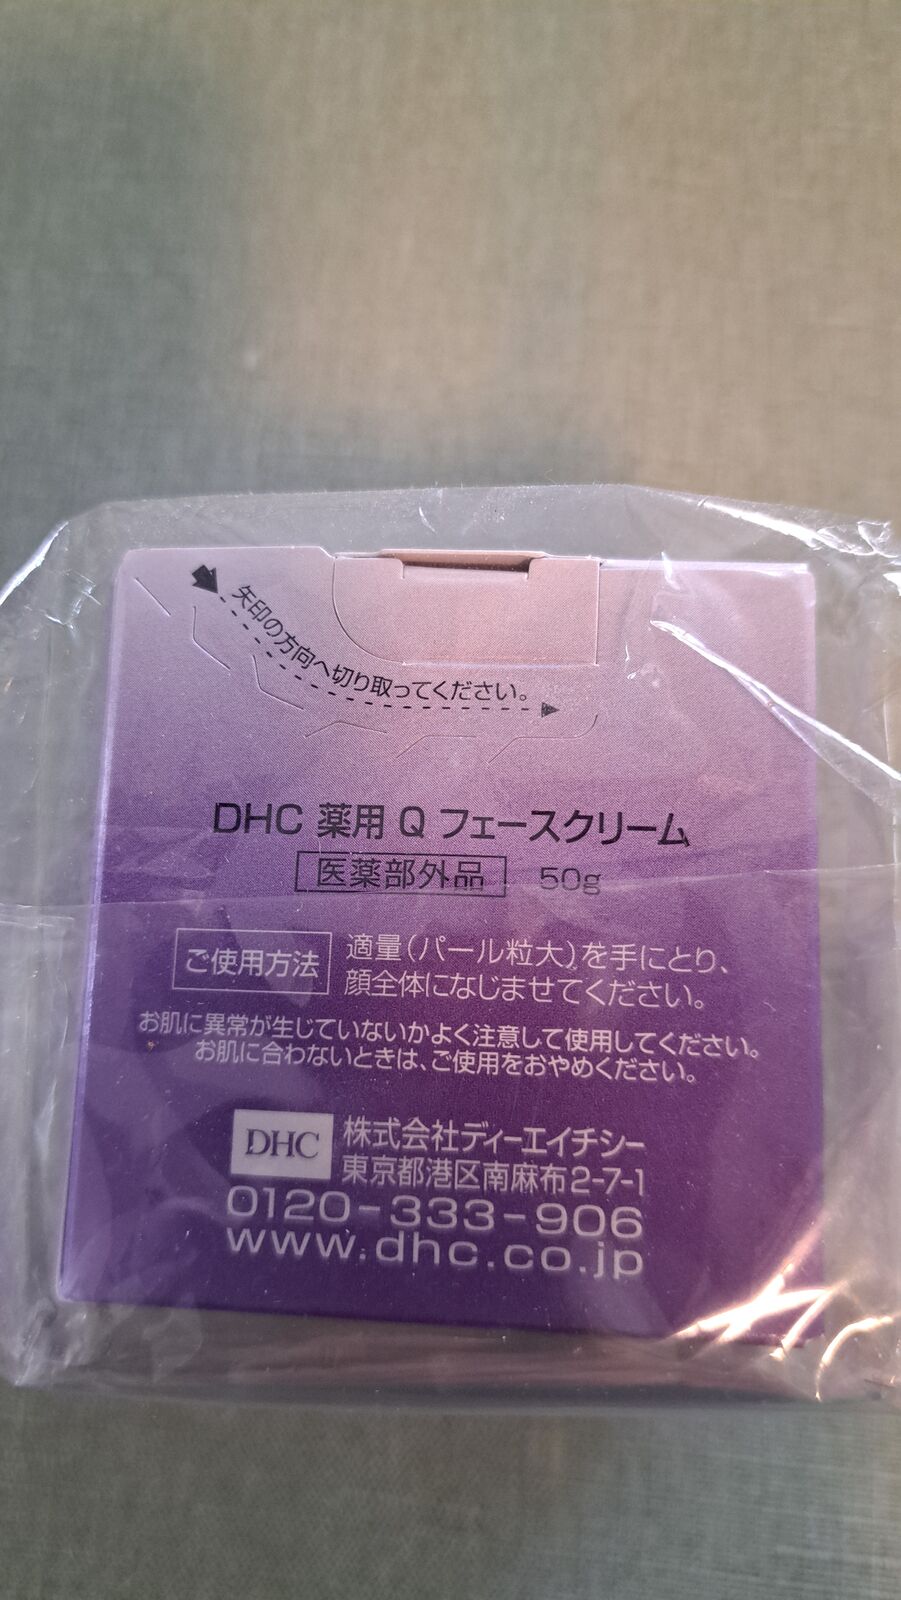 矢印の方向へ切り取ってください。
DHC 薬用 Q フェースクリーム
医薬部外品 50g
ご使用方法
適量(パール粒大)を手にとり、
顔全体になじませてください。
お肌に異常が生じていないかよく注意して使用してください。
お肌に合わないときは、ご使用をおやめください。
DHC
株式会社ディーエイチシー
東京都港区南麻布2-7-1
0120-333-906
www.dhc.co.jp